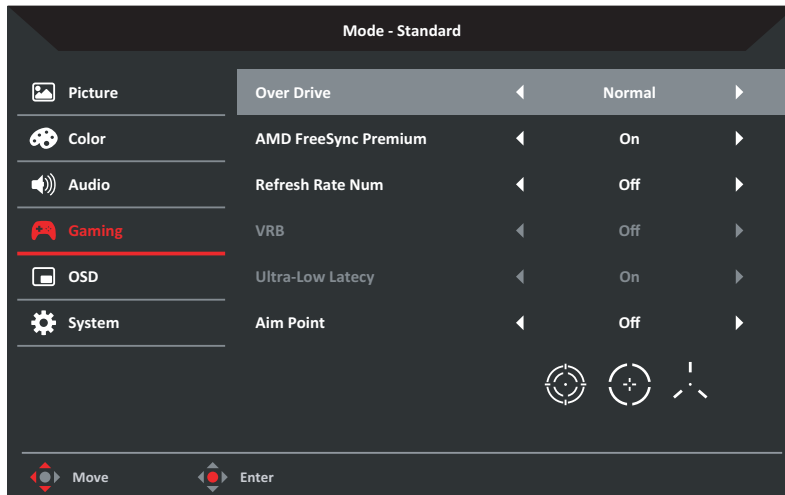 Mode - Standard
Picture
Over Drive Normal
Color
AMD FreeSync Premium On
Audio
Refresh Rate Num Off
Gaming
VRB Off
OSD
Ultra-Low Latecy On
System
Aim Point Off
Move Enter